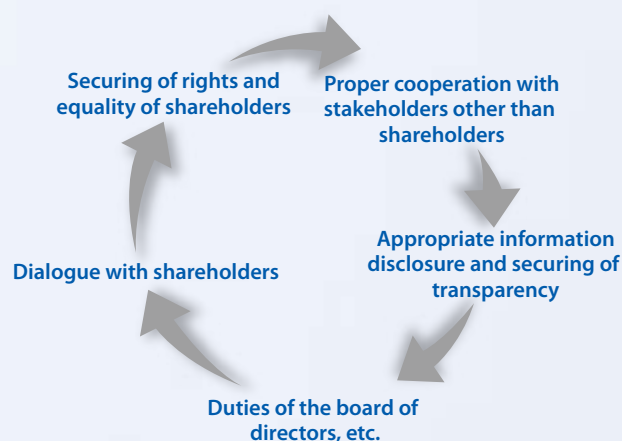 Securing of rights and
equality of shareholders
Proper cooperation with
stakeholders other than
shareholders
Appropriate information
disclosure and securing of
transparency
Duties of the board of
directors, etc.
Dialogue with shareholders